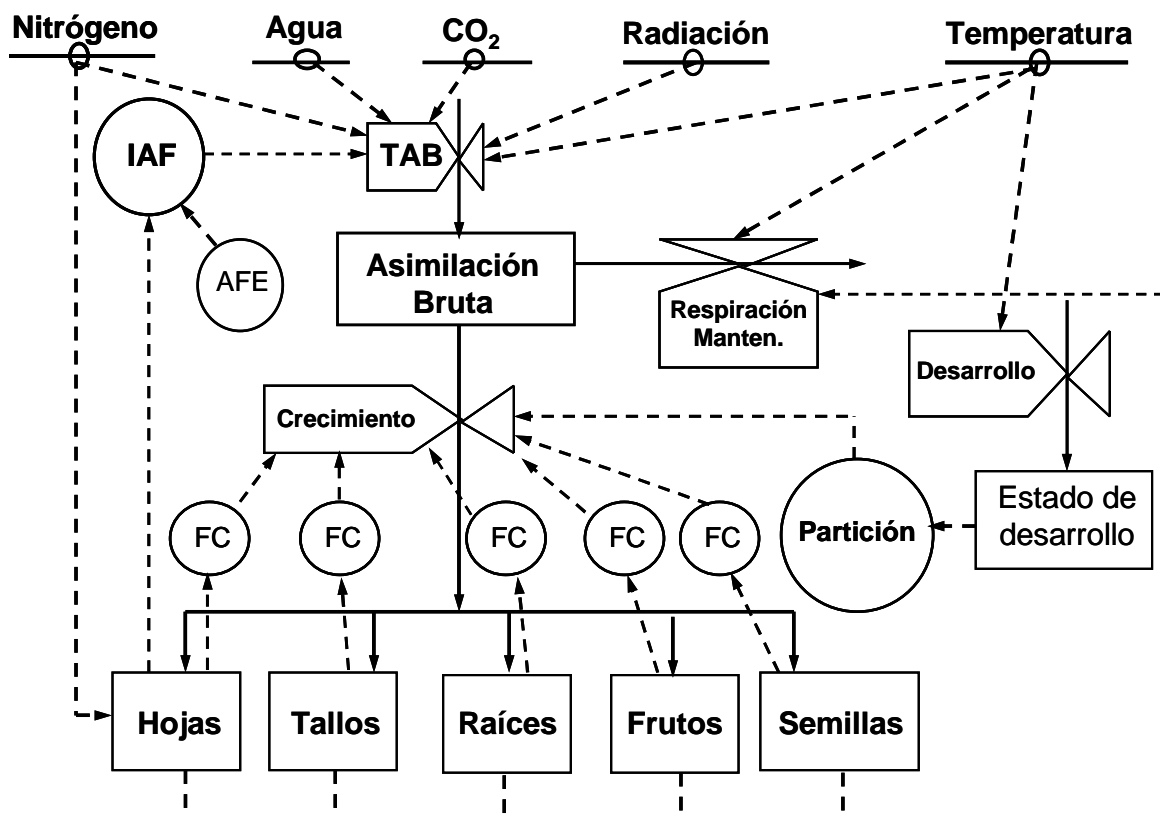 Nitrógeno
Agua
CO₂
Radiación
Temperatura
IAF
TAB
AFE
Asimilación
Bruta
Respiración
Manten.
Desarrollo
Crecimiento
FC
FC
FC
FC
FC
Partición
Estado de
desarrollo
Hojas
Tallos
Raíces
Frutos
Semillas